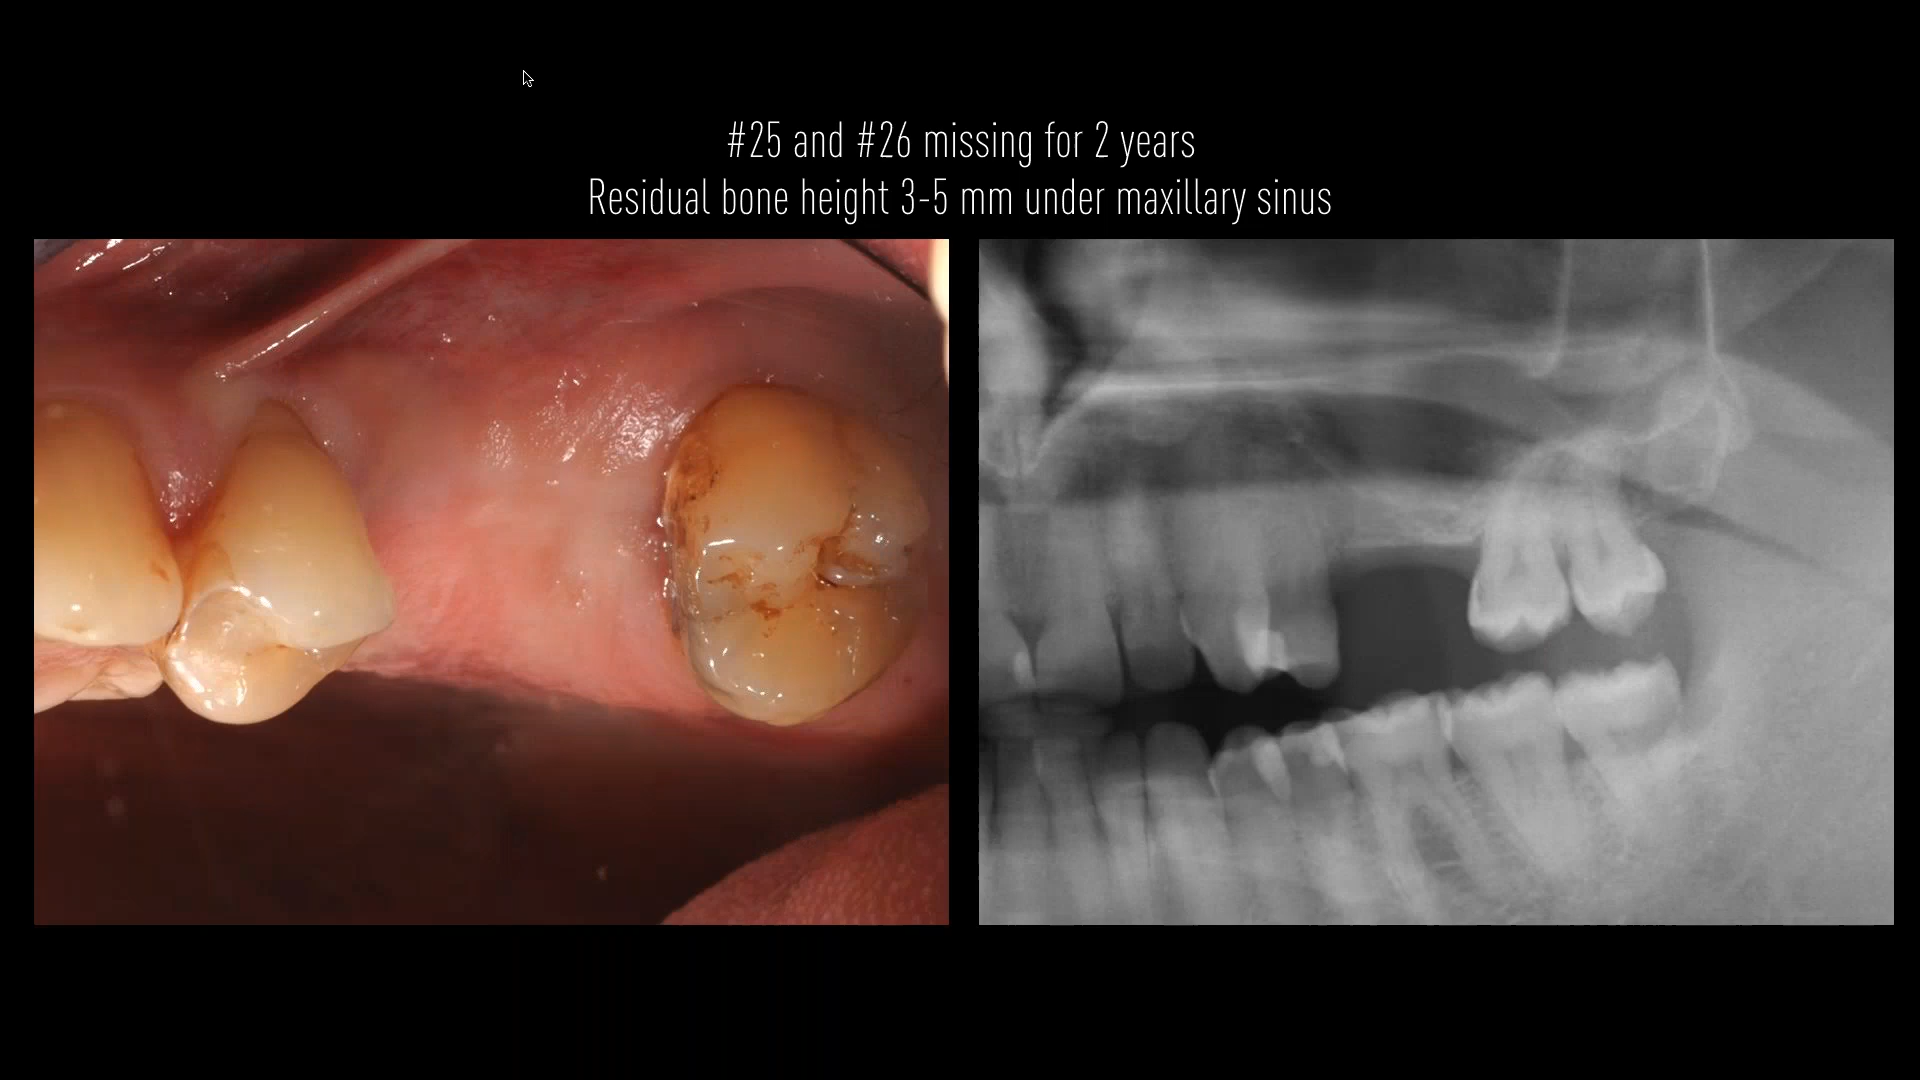 #25 and #26 missing for 2 years
Residual bone height 3-5 mm under maxillary sinus